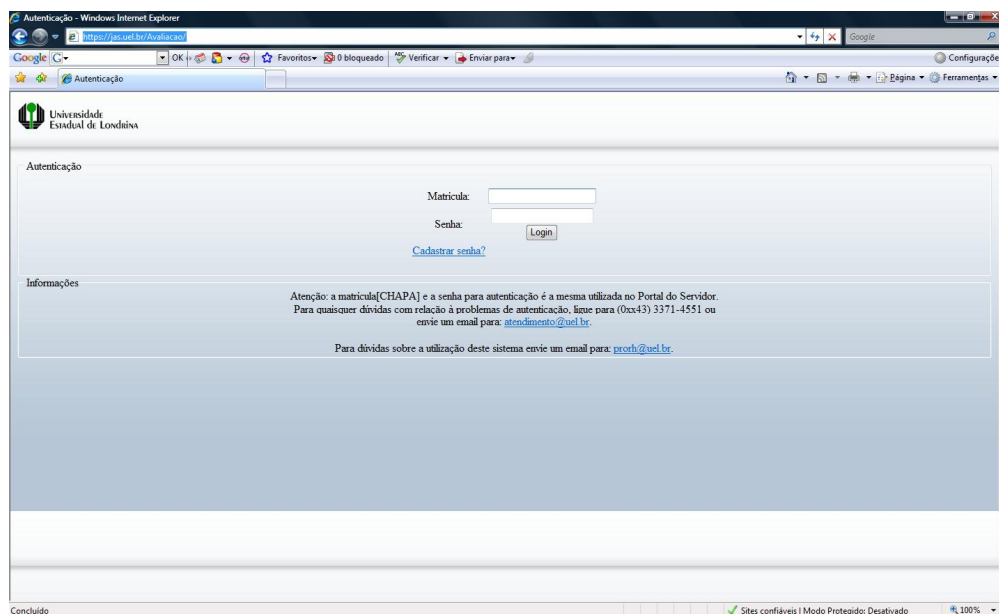 Autenticação - Windows Internet Explorer
https://jas.uel.br/Avaliacao/
Google
Google G OK Favoritos 0 bloqueado ABC Verificar Enviar para Configuraçõe
Autenticação Página Ferramentas
Universidade
Estadual de Londrina
Autenticação
Matricula:
Senha:
Login
Cadastrar senha?
Informações
Atenção: a matricula[CHAPA] e a senha para autenticação é a mesma utilizada no Portal do Servidor.
Para quaisquer dúvidas com relação à problemas de autenticação, ligue para (0xx43) 3371-4551 ou
envie um email para: atendimento@uel.br.
Para dúvidas sobre a utilização deste sistema envie um email para: prorh@uel.br.
Concluído Sites confiáveis | Modo Protegido: Desativado 100%